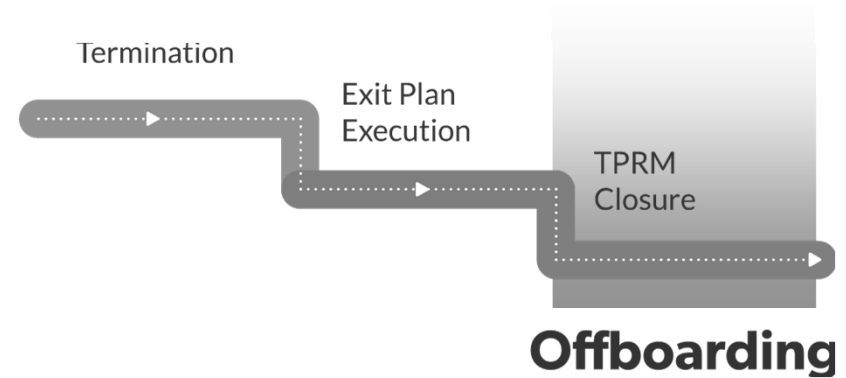 Termination
Exit Plan
Execution
TPRM
Closure
Offboarding